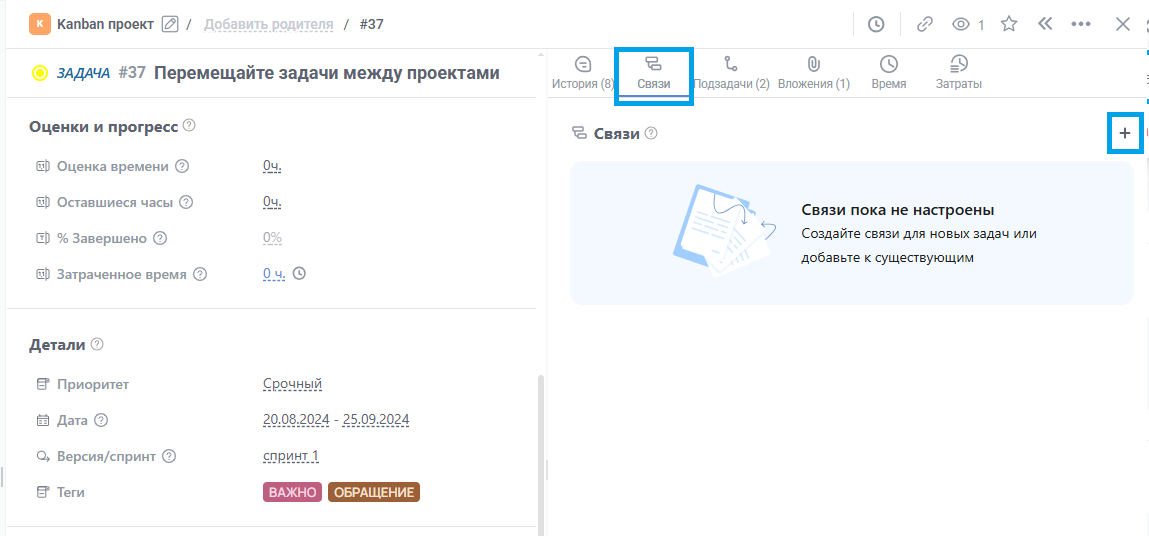 К Kanban проект / Добавить родителя / #37
1
ЗАДАЧА #37 Перемещайте задачи между проектами
Оценки и прогресс ?
Оценка времени ? 0ч.
Оставшиеся часы ? 0ч.
% Завершено ? 0%
Затраченное время ? 0 ч.
Детали ?
Приоритет Срочный
Дата ? 20.08.2024 - 25.09.2024
Версия/спринт ? спринт 1
Теги ВАЖНО ОБРАЩЕНИЕ
История (8) Связи Подзадачи (2) Вложения (1) Время Затраты
Связи ? +
Связи пока не настроены
Создайте связи для новых задач или
добавьте к существующим